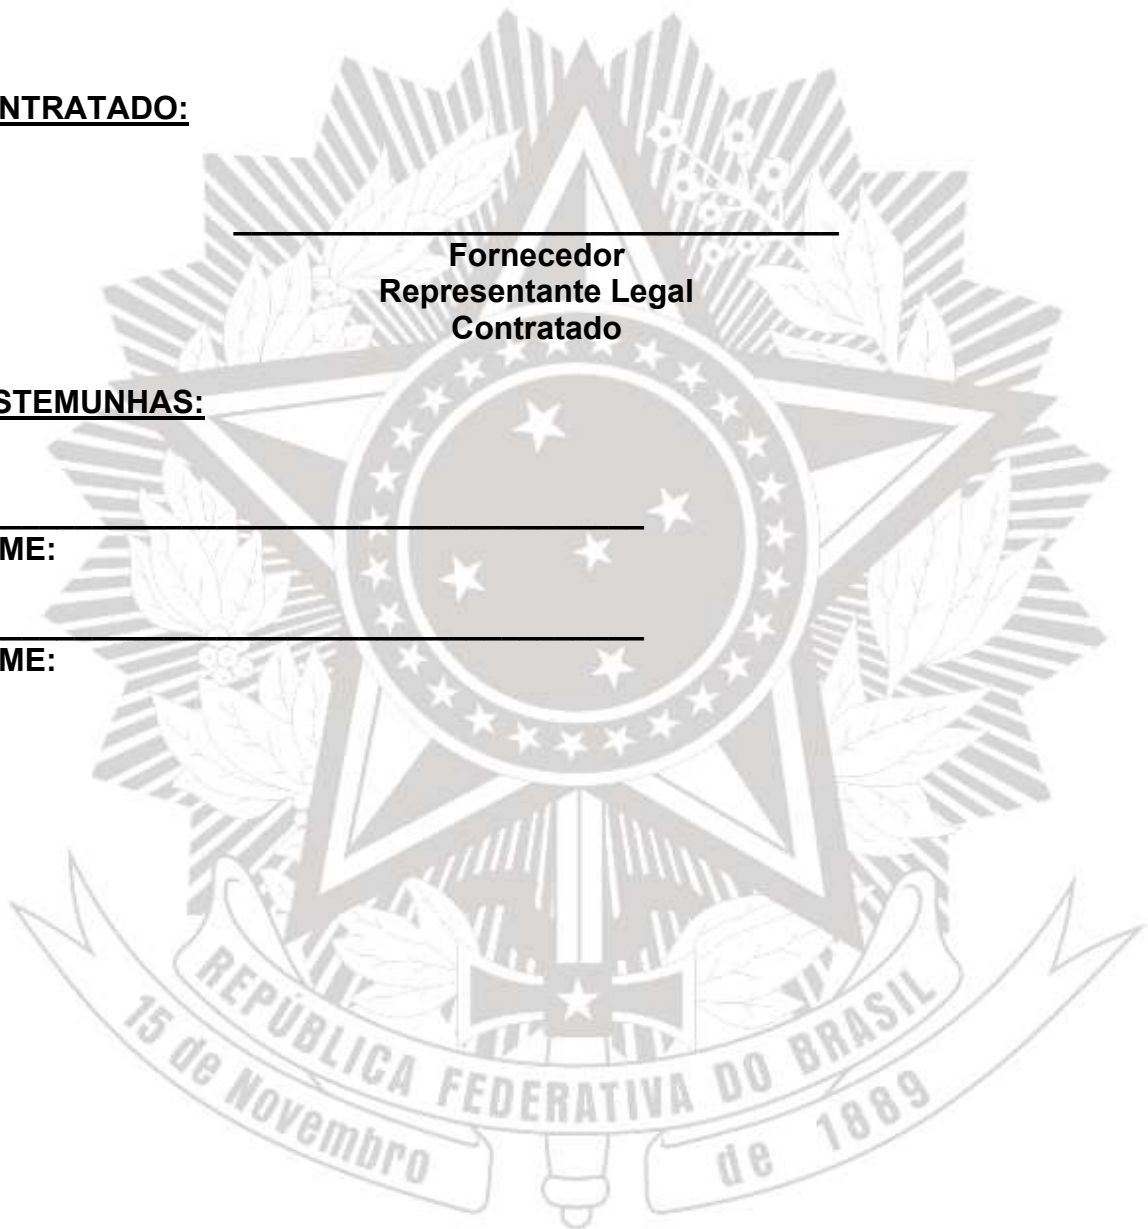 NTRATADO:
Fornecedor
Representante Legal
Contratado
STEMUNHAS:
ME:
ME:
REPÚBLICA FEDERATIVA DO BRASIL
15 de Novembro de 1889